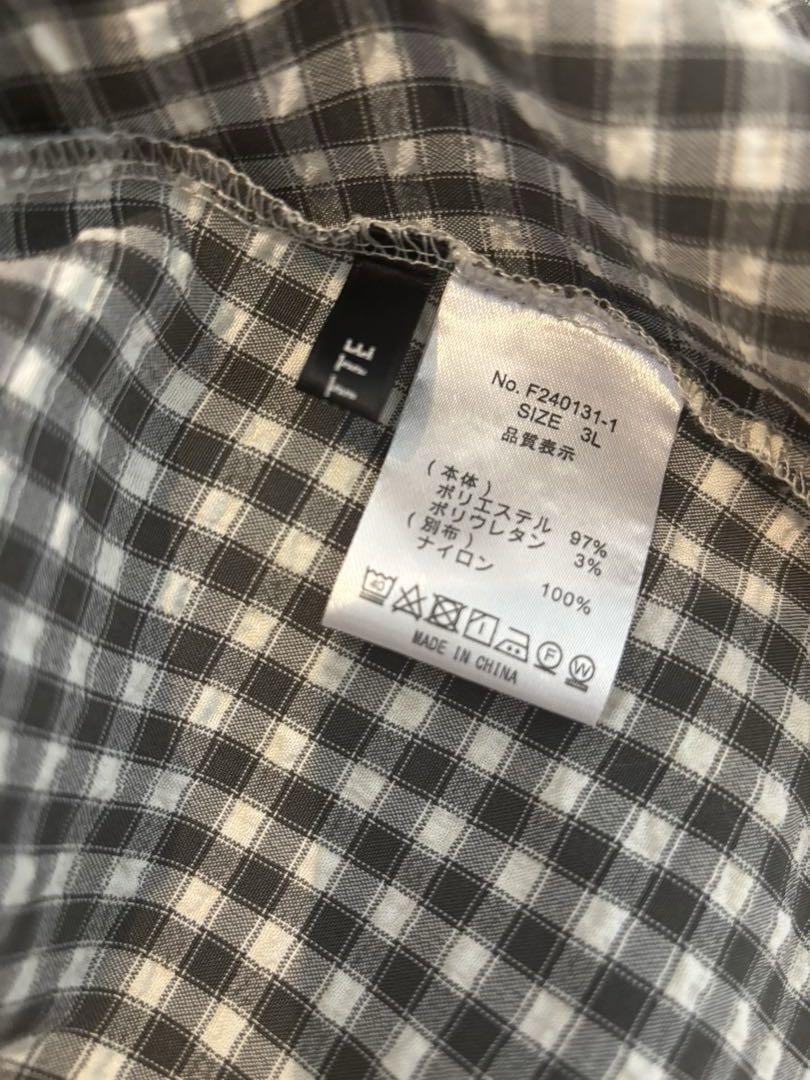 TTE
No. F240131-1
SIZE 3L
品質表示
(本体)
ポリエステル 97%
ポリウレタン 3%
(別布)
ナイロン 100%
40 F W
MADE IN CHINA